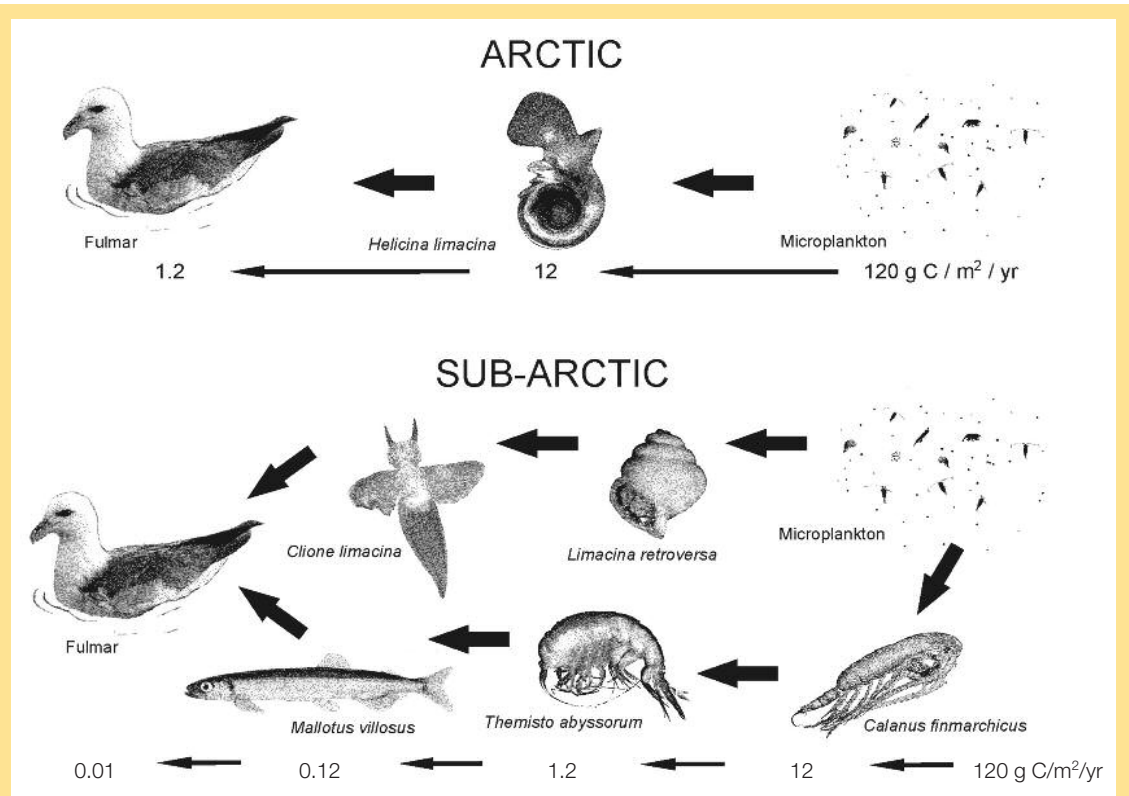 ARCTIC
Fulmar
Helicina limacina
Microplankton
1.2
12
120 g C / m² / yr
SUB-ARCTIC
Clione limacina
Limacina retroversa
Microplankton
Fulmar
Mallotus villosus
Themisto abyssorum
Calanus finmarchicus
0.01
0.12
1.2
12
120 g C/m²/yr